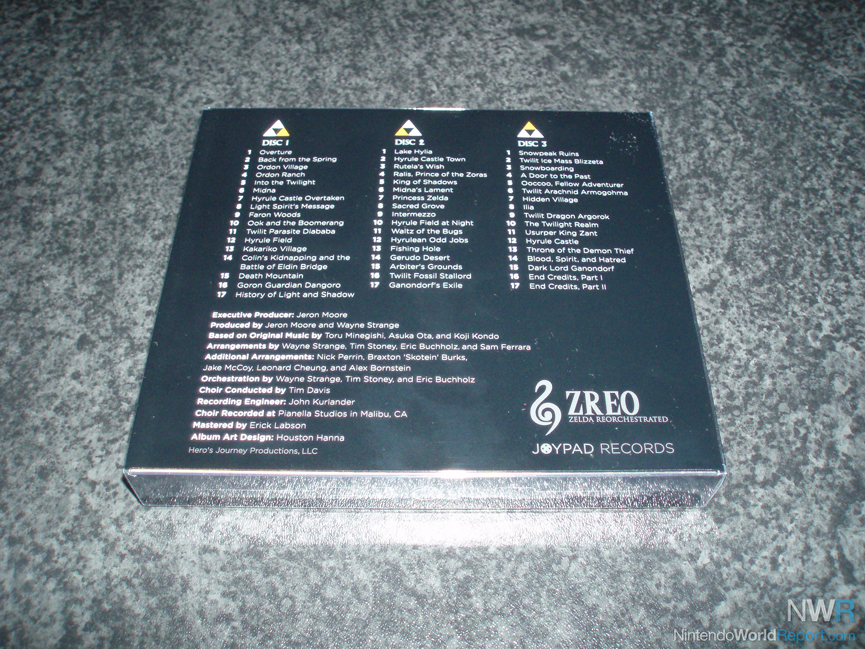 DISC 1
1 Overture
2 Back from the Spring
3 Ordon Village
4 Ordon Ranch
5 Into the Twilight
6 Midna
7 Hyrule Castle Overtaken
8 Light Spirit's Message
9 Faron Woods
10 Ook and the Boomerang
11 Twilit Parasite Diababa
12 Hyrule Field
13 Kakariko Village
14 Colin's Kidnapping and the
Battle of Eldin Bridge
15 Death Mountain
16 Goron Guardian Dangoro
17 History of Light and Shadow
DISC 2
1 Lake Hylia
2 Hyrule Castle Town
3 Rutela's Wish
4 Ralis, Prince of the Zoras
5 King of Shadows
6 Midna's Lament
7 Princess Zelda
8 Sacred Grove
9 Intermezzo
10 Hyrule Field at Night
11 Waltz of the Bugs
12 Hyrulean Odd Jobs
13 Fishing Hole
14 Gerudo Desert
15 Arbiter's Grounds
16 Twilit Fossil Stallord
17 Ganondorf's Exile
DISC 3
1 Snowpeak Ruins
2 Twilit Ice Mass Blizzeta
3 Snowboarding
4 A Door to the Past
5 Ooccoo, Fellow Adventurer
6 Twilit Arachnid Armogohma
7 Hidden Village
8 Ilia
9 Twilit Dragon Argorok
10 The Twilight Realm
11 Usurper King Zant
12 Hyrule Castle
13 Throne of the Demon Thief
14 Blood, Spirit, and Hatred
15 Dark Lord Ganondorf
16 End Credits, Part I
17 End Credits, Part II
Executive Producer: Jeron Moore
Produced by Jeron Moore and Wayne Strange
Based on Original Music by Toru Minegishi, Asuka Ota, and Koji Kondo
Arrangements by Wayne Strange, Tim Stoney, Eric Buchholz, and Sam Ferrara
Additional Arrangements: Nick Perrin, Braxton 'Skotein' Burks,
Jake McCoy, Leonard Cheung, and Alex Bornstein
Orchestration by Wayne Strange, Tim Stoney, and Eric Buchholz
Choir Conducted by Tim Davis
Recording Engineer: John Kurlander
Choir Recorded at Pianella Studios in Malibu, CA
Mastered by Erick Labson
Album Art Design: Houston Hanna
Hero's Journey Productions, LLC
ZREO
ZELDA REORCHESTRATED
JOYPAD RECORDS
NWR
NintendoWorldReport.com